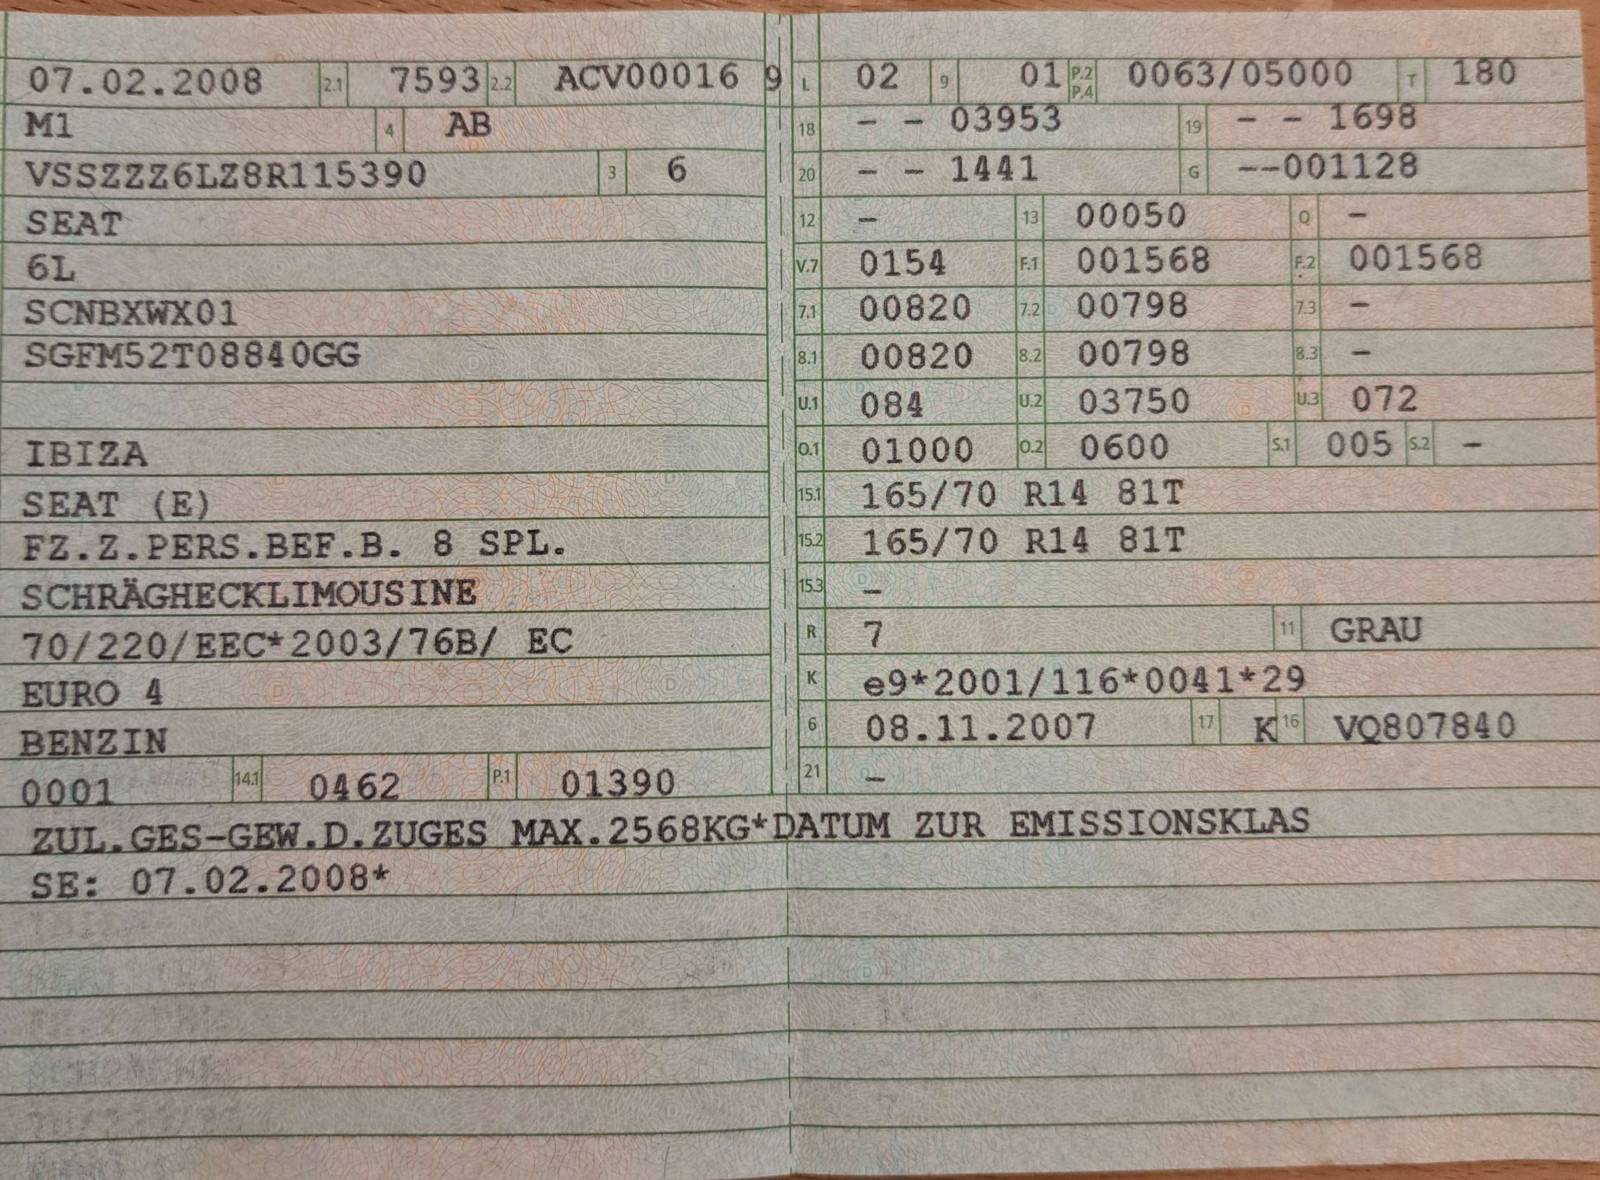 07.02.2008 2.1 7593 2.2 ACV00016 9
M1 4 AB
VSSZZZ6LZ8R115390 3 6
SEAT
6L
SCNBXWX01
SGFM52T08840GG
IBIZA
SEAT (E)
FZ.Z.PERS.BEF.B. 8 SPL.
SCHRÄGHECKLIMOUSINE
70/220/EEC*2003/76B/ EC
EURO 4
BENZIN
0001 14.1 0462 P.1 01390
L 02 9 01 P.2 P.4 0063/05000 T 180
18 - - 03953 19 - - 1698
20 - - 1441 G --001128
12 - 13 00050 Q -
V.7 0154 F.1 001568 F.2 001568
7.1 00820 7.2 00798 7.3 -
8.1 00820 8.2 00798 8.3 -
U.1 084 U.2 03750 U.3 072
O.1 01000 O.2 0600 S.1 005 S.2 -
15.1 165/70 R14 81T
15.2 165/70 R14 81T
15.3 -
R 7 11 GRAU
K e9*2001/116*0041*29
6 08.11.2007 17 K 16 VQ807840
21 -
ZUL.GES-GEW.D.ZUGES MAX.2568KG*DATUM ZUR EMISSIONSKLAS
SE: 07.02.2008*